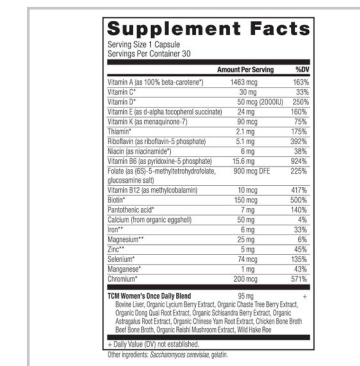 Supplement Facts
Serving Size 1 Capsule
Servings Per Container 30
Amount Per Serving %DV
Vitamin A (as 100% beta-carotene*) 1463 mcg 163%
Vitamin C* 30 mg 33%
Vitamin D* 50 mcg (2000IU) 250%
Vitamin E (as d-alpha tocopherol succinate) 24 mg 160%
Vitamin K (as menaquinone-7) 90 mcg 75%
Thiamin* 2.1 mg 175%
Riboflavin (as riboflavin-5 phosphate) 5.1 mg 392%
Niacin (as niacinamide*) 6 mg 38%
Vitamin B6 (as pyridoxine-5 phosphate) 15.6 mg 924%
Folate (as (6S)-5-methyltetrohydrofolate, 900 mcg DFE 225%
glucosamine salt)
Vitamin B12 (as methylcobalamin) 10 mcg 417%
Biotin* 150 mcg 500%
Pantothenic acid* 7 mg 140%
Calcium (from organic eggshell) 50 mg 4%
Iron** 6 mg 33%
Magnesium** 25 mg 6%
Zinc** 5 mg 45%
Selenium* 74 mcg 135%
Manganese* 1 mg 43%
Chromium* 200 mcg 571%
TCM Women's Once Daily Blend 95 mg +
Bovine Liver, Organic Lycium Berry Extract, Organic Chaste Tree Berry Extract,
Organic Dong Quai Root Extract, Organic Schisandra Berry Extract, Organic
Astragalus Root Extract, Organic Chinese Yam Root Extract, Chicken Bone Broth
Beef Bone Broth, Organic Reishi Mushroom Extract, Wild Hake Roe
+ Daily Value (DV) not established.
Other ingredients: Saccharomyces cerevisiae, gelatin.